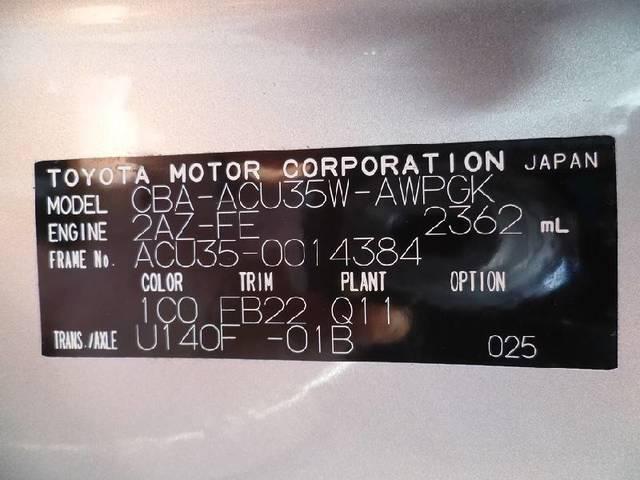 TOYOTA MOTOR CORPORATION JAPAN
MODEL CBA-ACU35W-AWPGK
ENGINE 2AZ-FE 2362 mL
FRAME No. ACU35-0014384
COLOR TRIM PLANT OPTION
1C0 FB22 Q11
TRANS./AXLE U140F -01B 025